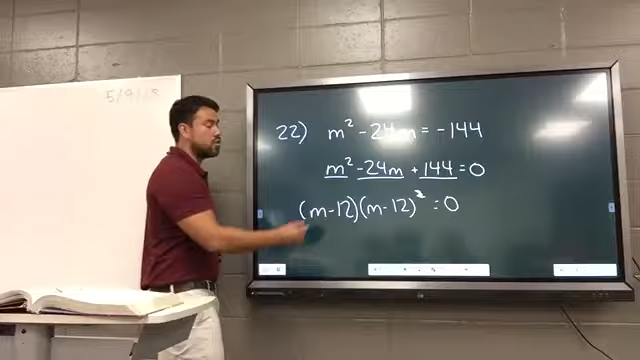 5/9/18
22) m² - 24m = -144
m² - 24m + 144 = 0
(m-12)(m-12)² = 0